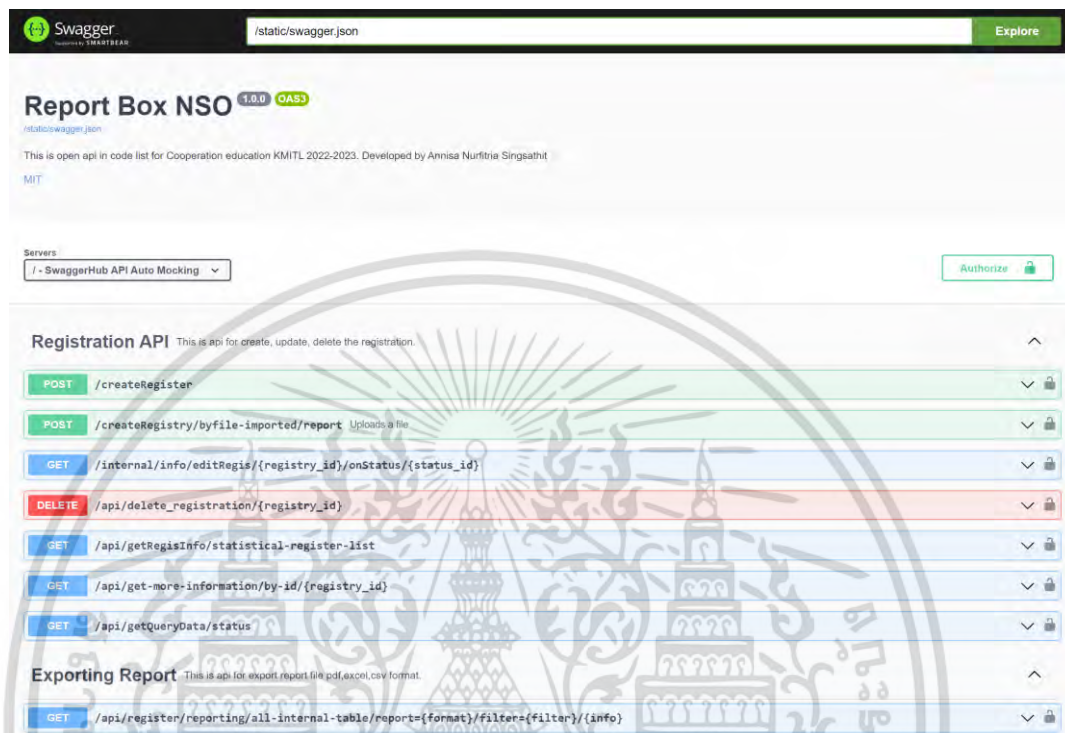 Swagger
Supported by SMARTBEAR
/static/swagger.json
Explore
Report Box NSO 1.0.0 OAS3
/static/swagger.json
This is open api in code list for Cooperation education KMITL 2022-2023. Developed by Annisa Nurfitria Singsathit
MIT
Servers
/ - SwaggerHub API Auto Mocking
Authorize
Registration API This is api for create, update, delete the registration.
POST /createRegister
POST /createRegistry/byfile-imported/report Uploads a file
GET /internal/info/editRegis/{registry_id}/onStatus/{status_id}
DELETE /api/delete_registration/{registry_id}
GET /api/getRegisInfo/statistical-register-list
GET /api/get-more-information/by-id/{registry_id}
GET /api/getQueryData/status
Exporting Report This is api for export report file pdf,excel,csv format.
GET /api/register/reporting/all-internal-table/report={format}/filter={filter}/{info}